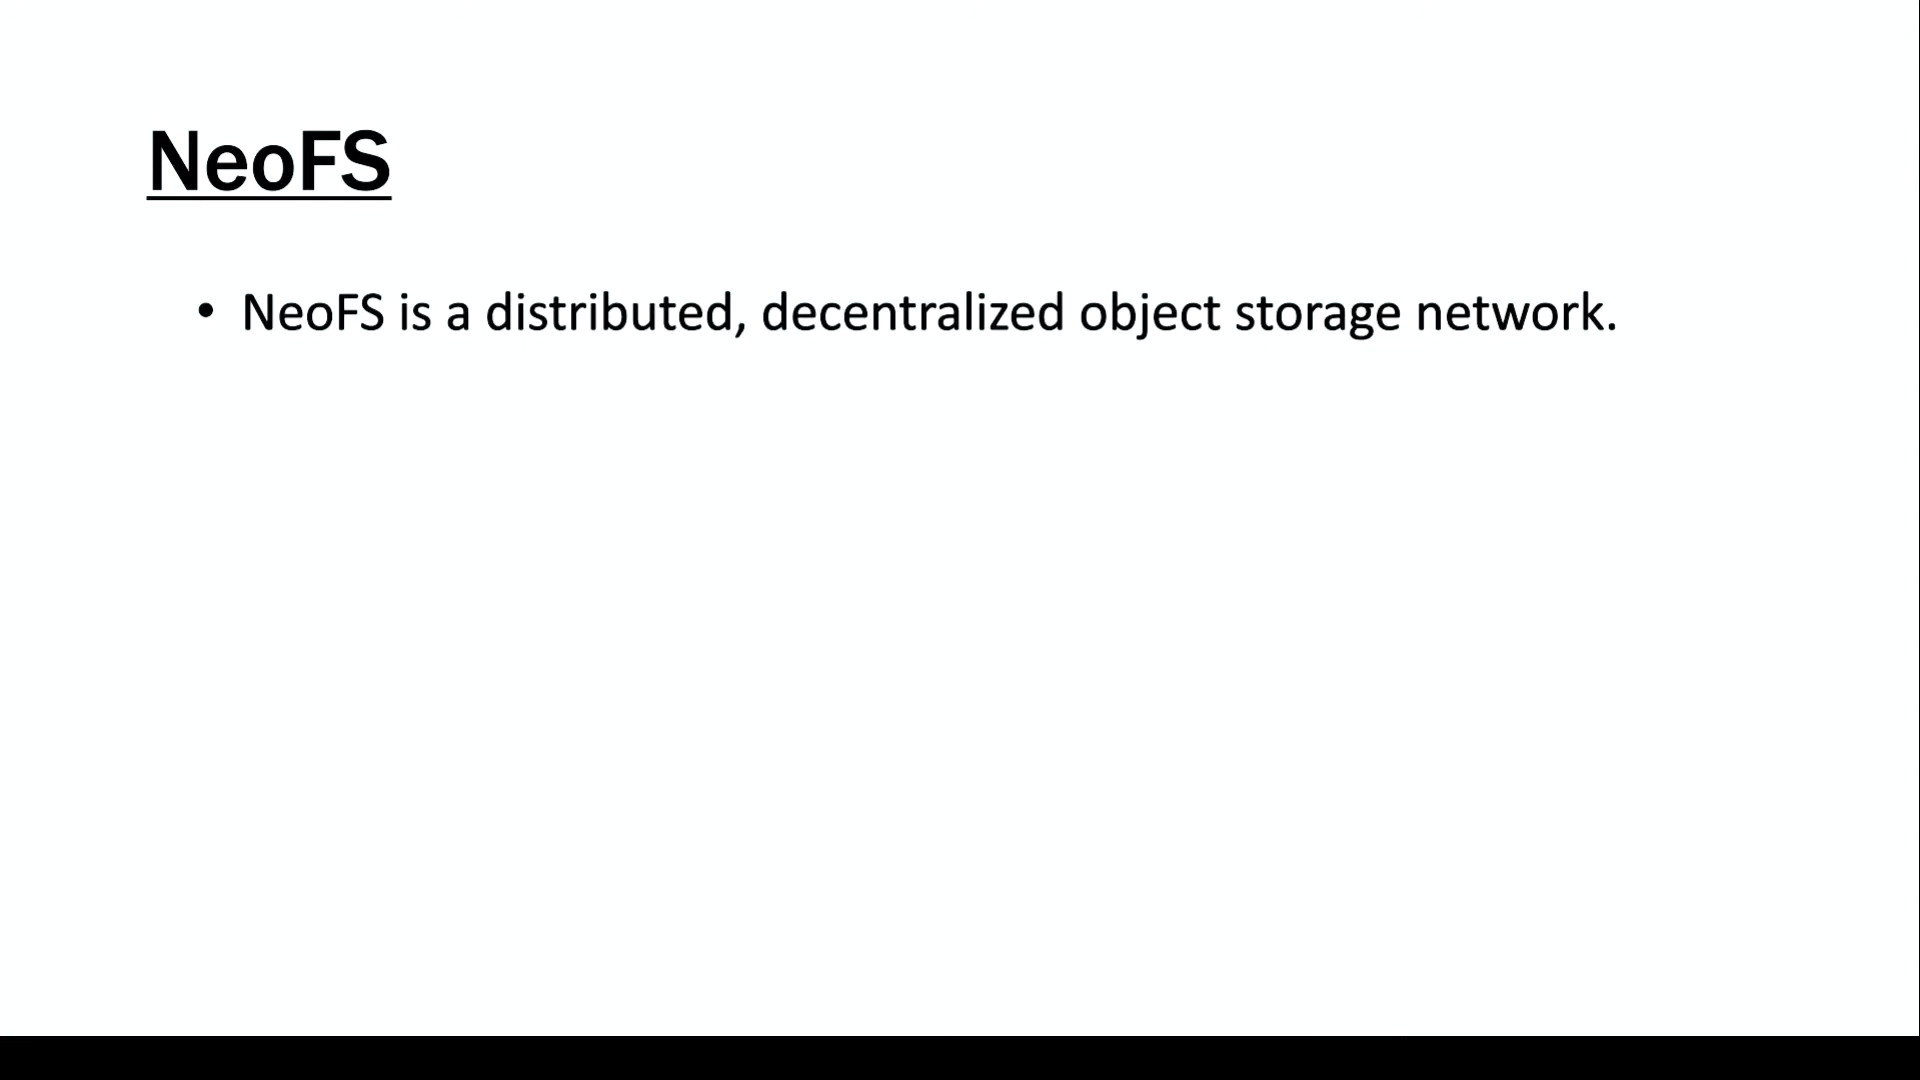 NeoFS
• NeoFS is a distributed, decentralized object storage network.